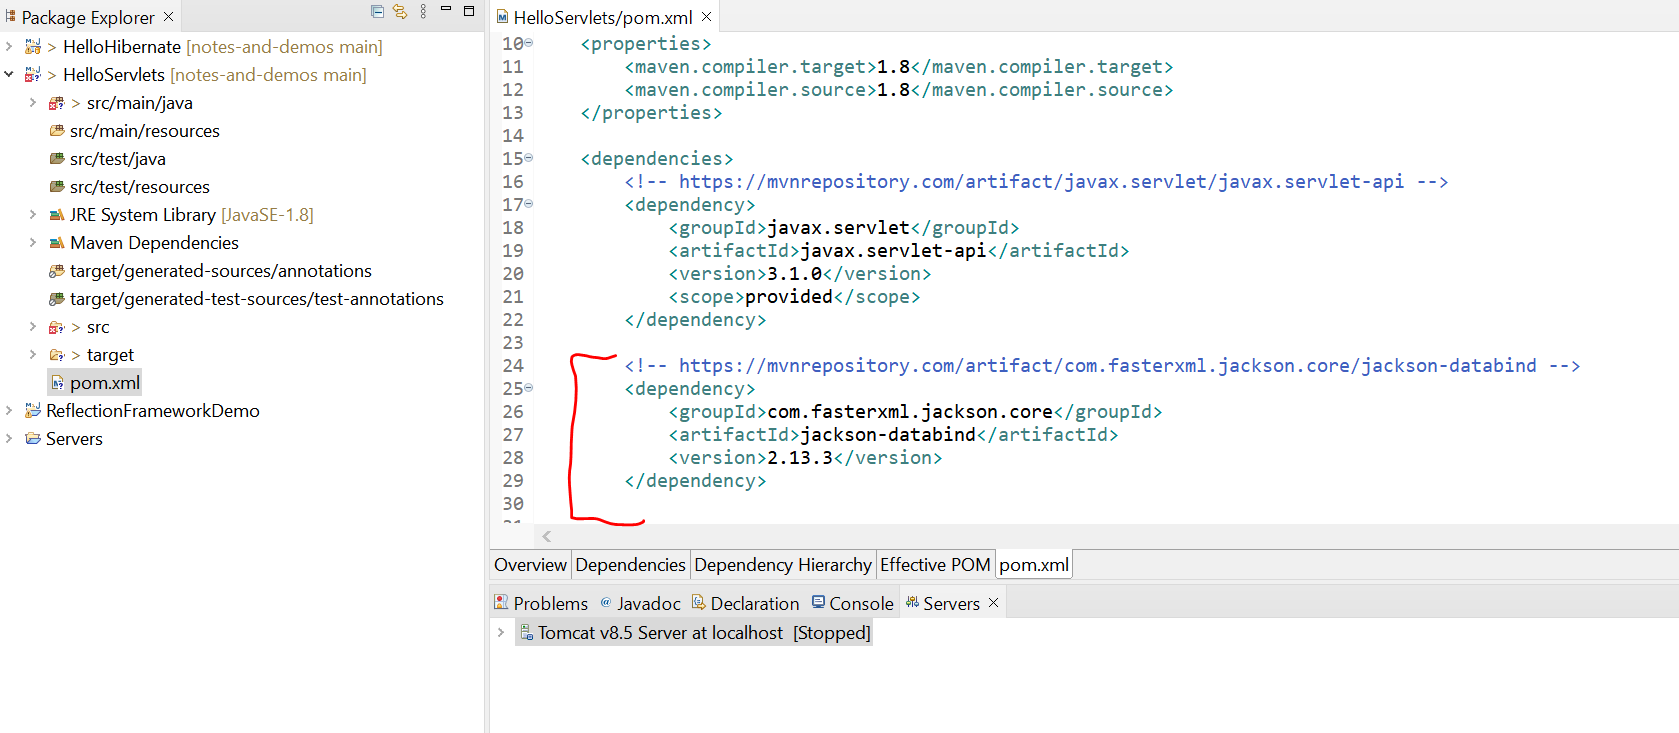 Package Explorer
HelloServlets/pom.xml
> HelloHibernate [notes-and-demos main]
> HelloServlets [notes-and-demos main]
> src/main/java
src/main/resources
src/test/java
src/test/resources
JRE System Library [JavaSE-1.8]
Maven Dependencies
target/generated-sources/annotations
target/generated-test-sources/test-annotations
> src
> target
pom.xml
ReflectionFrameworkDemo
Servers
10 <properties>
11 <maven.compiler.target>1.8</maven.compiler.target>
12 <maven.compiler.source>1.8</maven.compiler.source>
13 </properties>
14
15 <dependencies>
16 <!-- https://mvnrepository.com/artifact/javax.servlet/javax.servlet-api -->
17 <dependency>
18 <groupId>javax.servlet</groupId>
19 <artifactId>javax.servlet-api</artifactId>
20 <version>3.1.0</version>
21 <scope>provided</scope>
22 </dependency>
23
24 <!-- https://mvnrepository.com/artifact/com.fasterxml.jackson.core/jackson-databind -->
25 <dependency>
26 <groupId>com.fasterxml.jackson.core</groupId>
27 <artifactId>jackson-databind</artifactId>
28 <version>2.13.3</version>
29 </dependency>
30
Overview Dependencies Dependency Hierarchy Effective POM pom.xml
Problems @ Javadoc Declaration Console Servers
Tomcat v8.5 Server at localhost [Stopped]